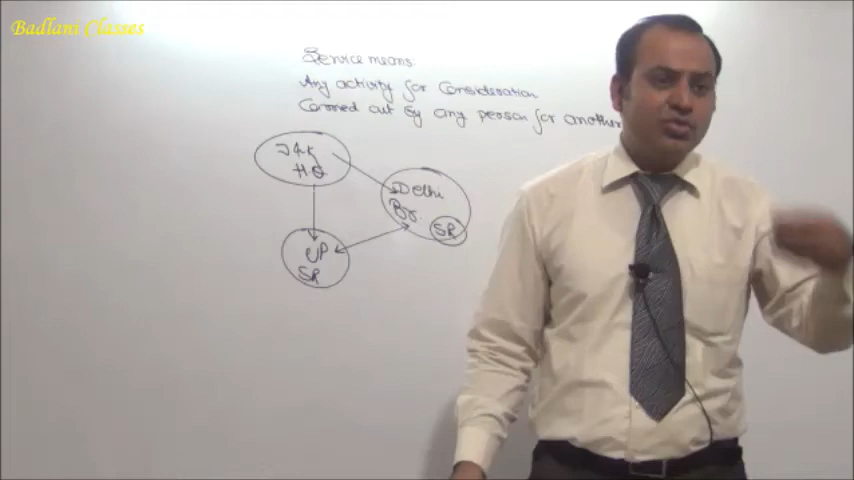 Badlani Classes
Service means
Any activity for consideration
Carried out by any person for another
J&K
HO
Delhi
Br.
SR
UP
SR